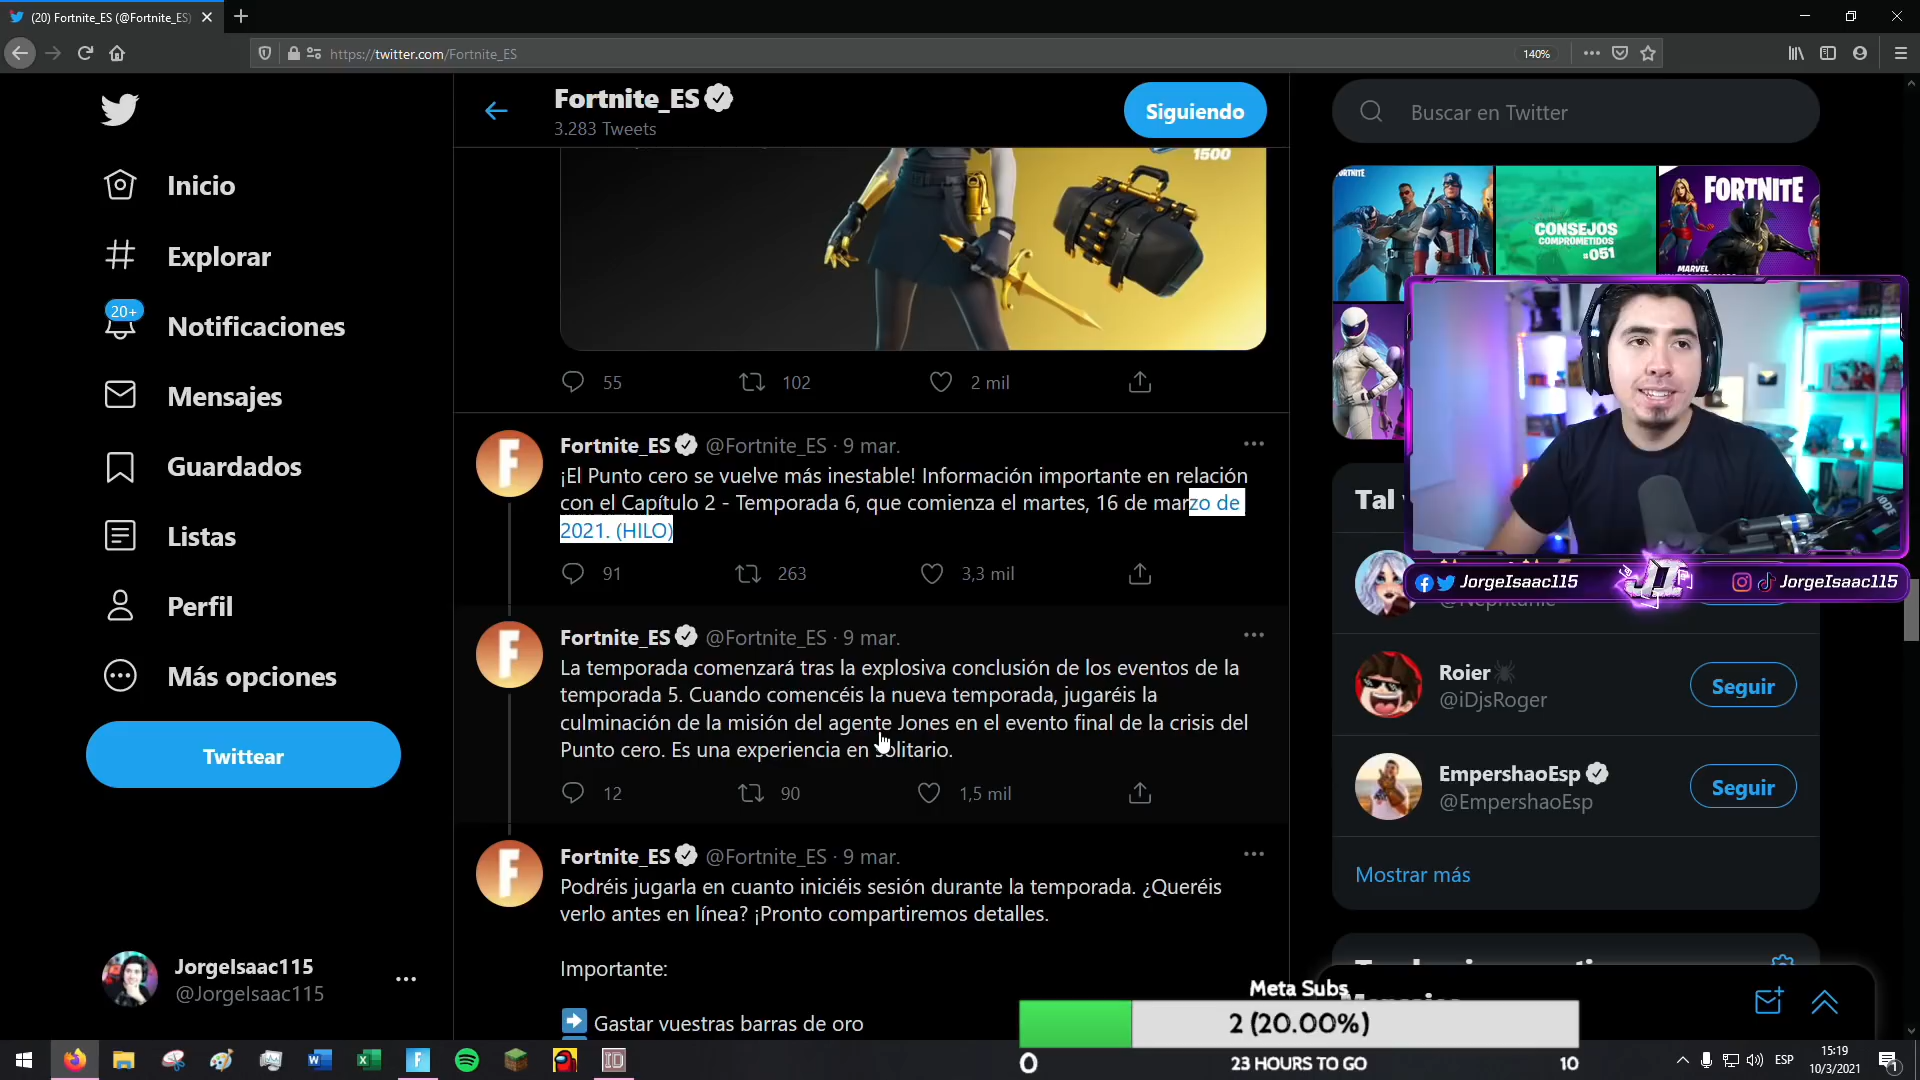 (20) Fortnite_ES (@Fortnite_ES)
https://twitter.com/Fortnite_ES
140%
Inicio
Explorar
20+
Notificaciones
Mensajes
Guardados
Listas
Perfil
Más opciones
Twittear
JorgeIsaac115
@JorgeIsaac115
Fortnite_ES
3.283 Tweets
Siguiendo
1500
55
102
2 mil
Fortnite_ES @Fortnite_ES · 9 mar.
¡El Punto cero se vuelve más inestable! Información importante en relación
con el Capítulo 2 - Temporada 6, que comienza el martes, 16 de marzo de
2021. (HILO)
91
263
3,3 mil
Fortnite_ES @Fortnite_ES · 9 mar.
La temporada comenzará tras la explosiva conclusión de los eventos de la
temporada 5. Cuando comencéis la nueva temporada, jugaréis la
culminación de la misión del agente Jones en el evento final de la crisis del
Punto cero. Es una experiencia en solitario.
12
90
1,5 mil
Fortnite_ES @Fortnite_ES · 9 mar.
Podréis jugarla en cuanto iniciéis sesión durante la temporada. ¿Queréis
verlo antes en línea? ¡Pronto compartiremos detalles.
Importante:
Gastar vuestras barras de oro
Buscar en Twitter
CONSEJOS
COMPROMETIDOS
:051
FORTNITE
MARVEL
Tal
JorgeIsaac115
JorgeIsaac115
Roier
@iDjsRoger
Seguir
EmpershaoEsp
@EmpershaoEsp
Seguir
Mostrar más
Meta Subs
2 (20.00%)
0
23 HOURS TO GO
10
ESP
15:19
10/3/2021
1